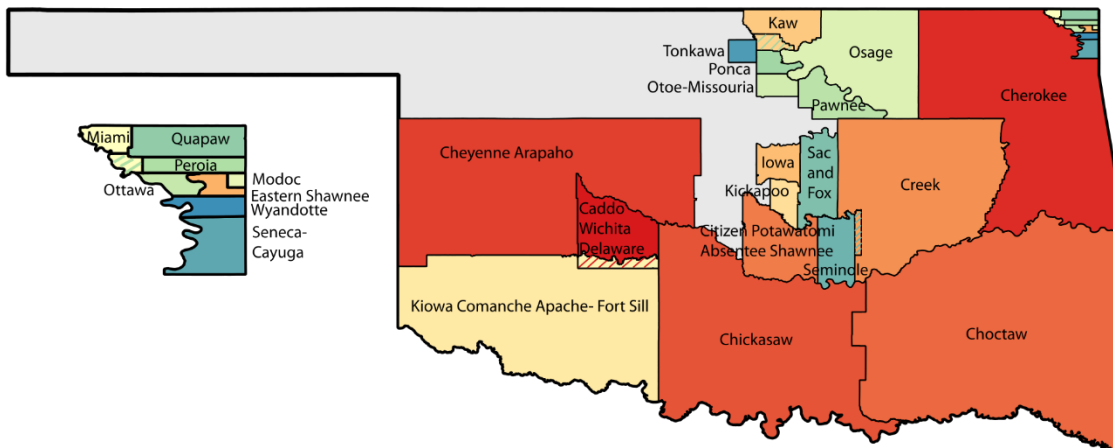 Kaw
Tonkawa
Osage
Ponca
Otoe-Missouria
Pawnee
Cherokee
Miami
Quapaw
Peroia
Ottawa
Modoc
Eastern Shawnee
Wyandotte
Seneca-
Cayuga
Cheyenne Arapaho
Iowa
Sac
and
Fox
Creek
Kickapoo
Caddo
Wichita
Delaware
Citizen Potawatomi
Absentee Shawnee
Seminole
Kiowa Comanche Apache- Fort Sill
Chickasaw
Choctaw